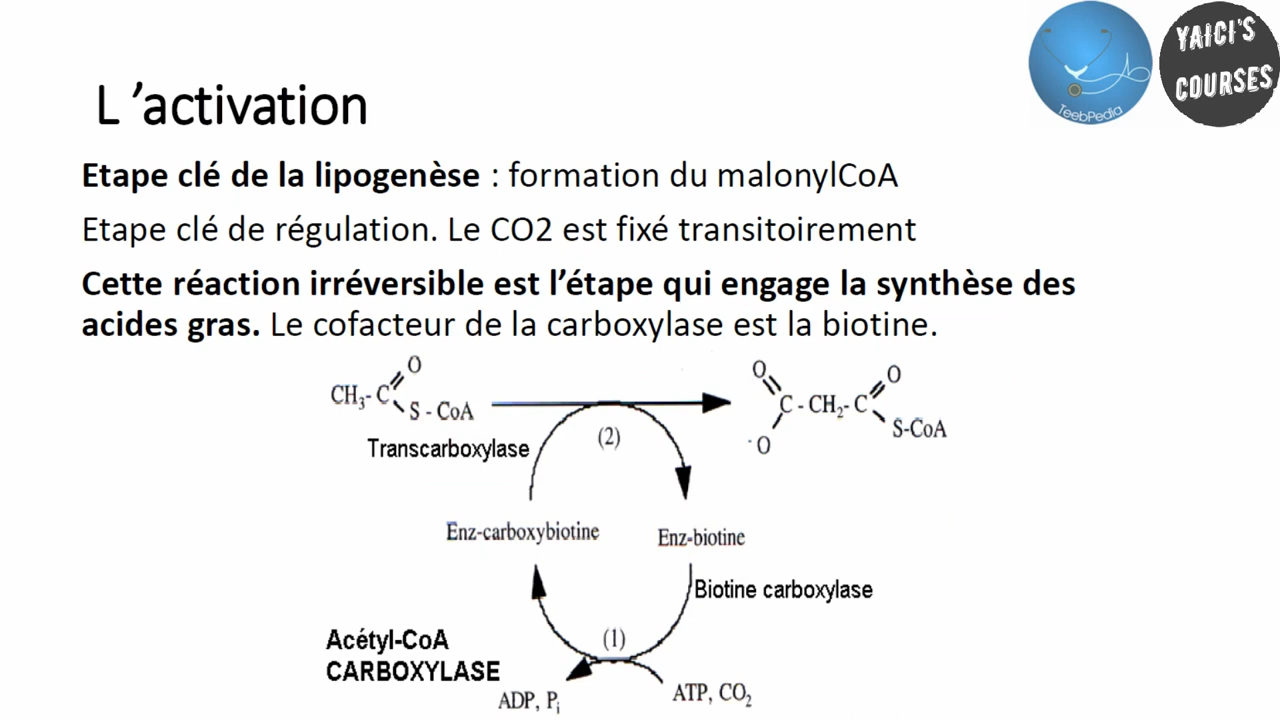 YAICI'S
COURSES
TeebPedia
L ’activation
Etape clé de la lipogenèse : formation du malonylCoA
Etape clé de régulation. Le CO2 est fixé transitoirement
Cette réaction irréversible est l’étape qui engage la synthèse des
acides gras. Le cofacteur de la carboxylase est la biotine.
O
CH3- C
S - CoA
O
O
C - CH2- C
S-CoA
- O
(2)
Transcarboxylase
Enz-carboxybiotine
Enz-biotine
Biotine carboxylase
(1)
Acétyl-CoA
CARBOXYLASE
ADP, Pi
ATP, CO2